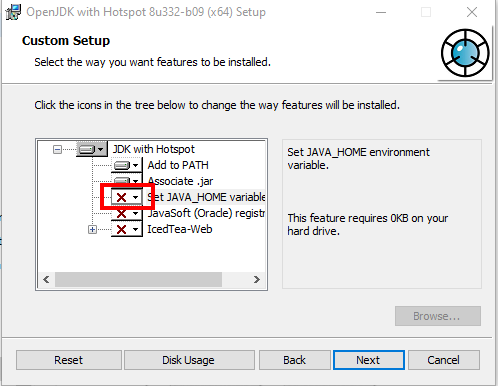 OpenJDK with Hotspot 8u332-b09 (x64) Setup
Custom Setup
Select the way you want features to be installed.
Click the icons in the tree below to change the way features will be installed.
JDK with Hotspot
Add to PATH
Associate .jar
Set JAVA_HOME variable
JavaSoft (Oracle) registr
IcedTea-Web
Set JAVA_HOME environment
variable.
This feature requires 0KB on your
hard drive.
Browse...
Reset
Disk Usage
Back
Next
Cancel